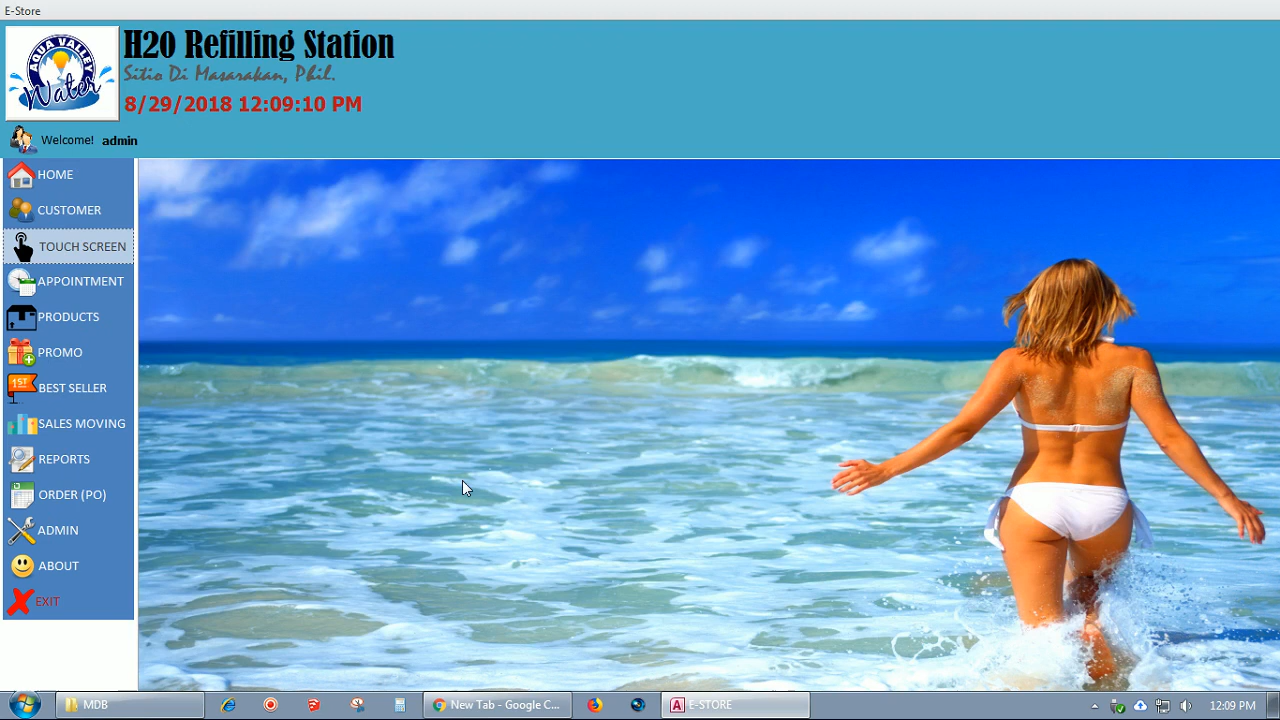 E-Store
AQUA VALLEY
Water
H20 Refilling Station
Sitio Di Masarakan, Phil.
8/29/2018 12:09:10 PM
Welcome! admin
HOME
CUSTOMER
TOUCH SCREEN
APPOINTMENT
PRODUCTS
PROMO
1ST BEST SELLER
SALES MOVING
REPORTS
ORDER (PO)
ADMIN
ABOUT
EXIT
MDB
New Tab - Google C...
E-STORE
12:09 PM